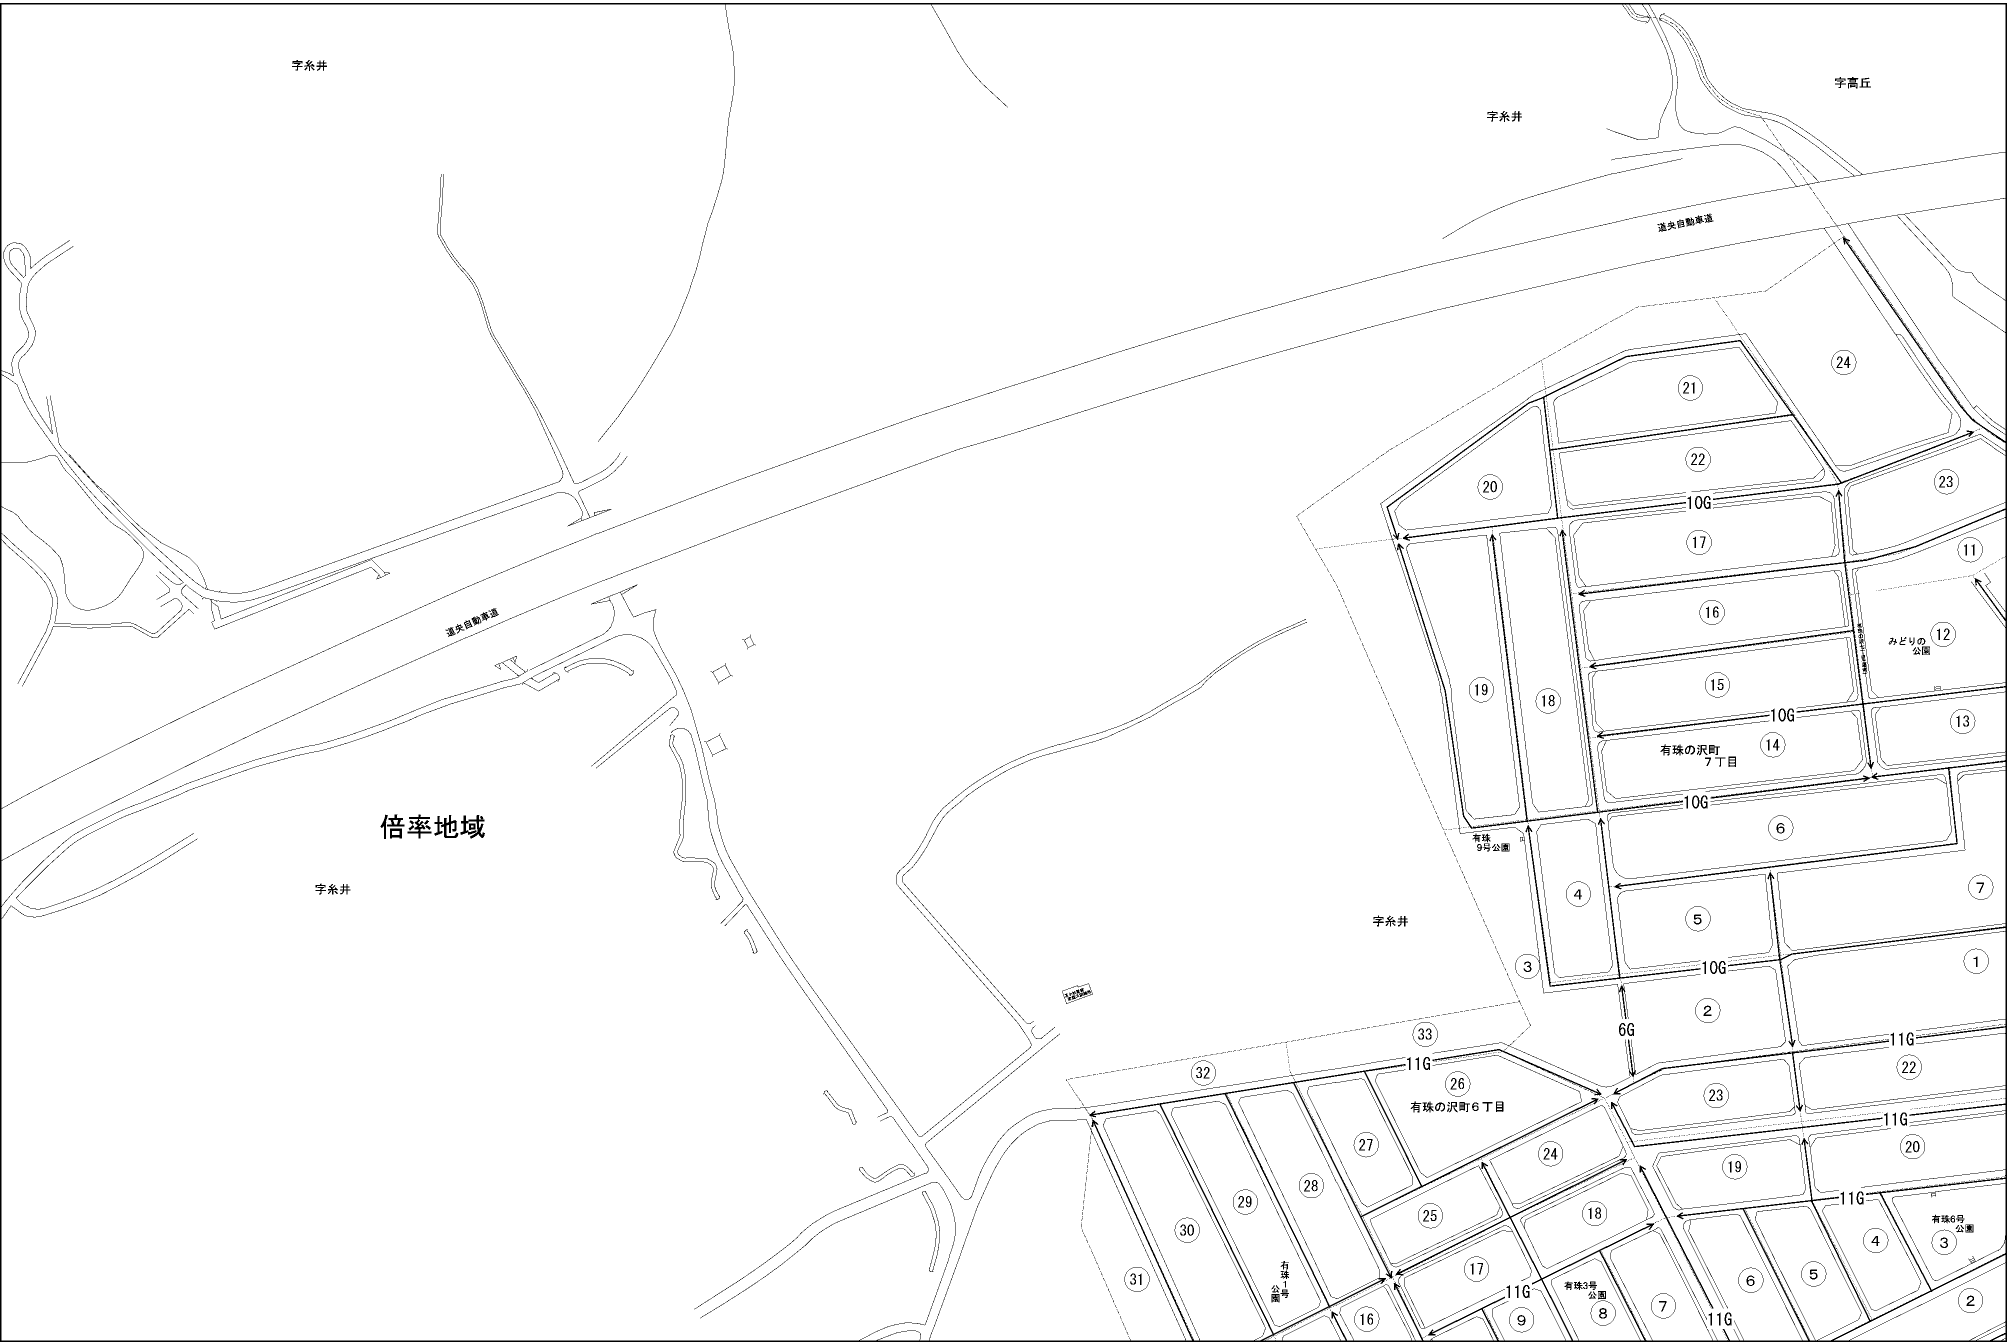 字糸井
字高丘
字糸井
道央自動車道
24
21
22
20
23
10G
17
11
道央自動車道
16
みどりの
公園
12
15
19
18
10G
13
有珠の沢町
7丁目
14
10G
倍率地域
有珠
9号公園
6
字糸井
4
7
字糸井
5
3
10G
1
2
6G
33
11G
32
11G
26
22
有珠の沢町6丁目
23
11G
27
24
19
20
28
29
25
18
11G
30
有珠6号
公園
3
4
17
31
有珠1号
公園
有珠3号
公園
8
6
5
11G
7
2
16
9
11G